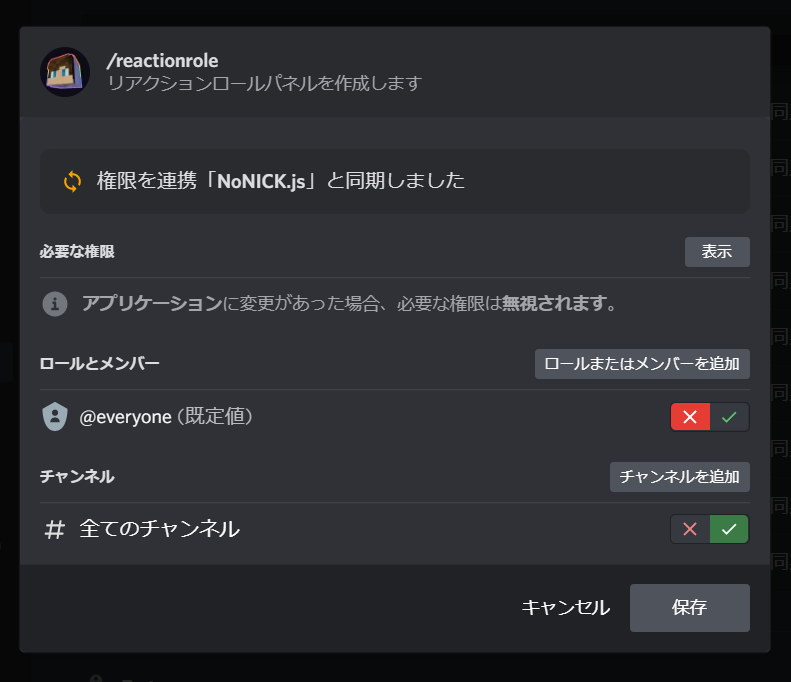 /reactionrole
リアクションロールパネルを作成します
権限を連携「NoNICK.js」と同期しました
必要な権限
表示
アプリケーションに変更があった場合、必要な権限は無視されます。
ロールとメンバー
ロールまたはメンバーを追加
@everyone (既定値)
チャンネル
チャンネルを追加
全てのチャンネル
キャンセル
保存